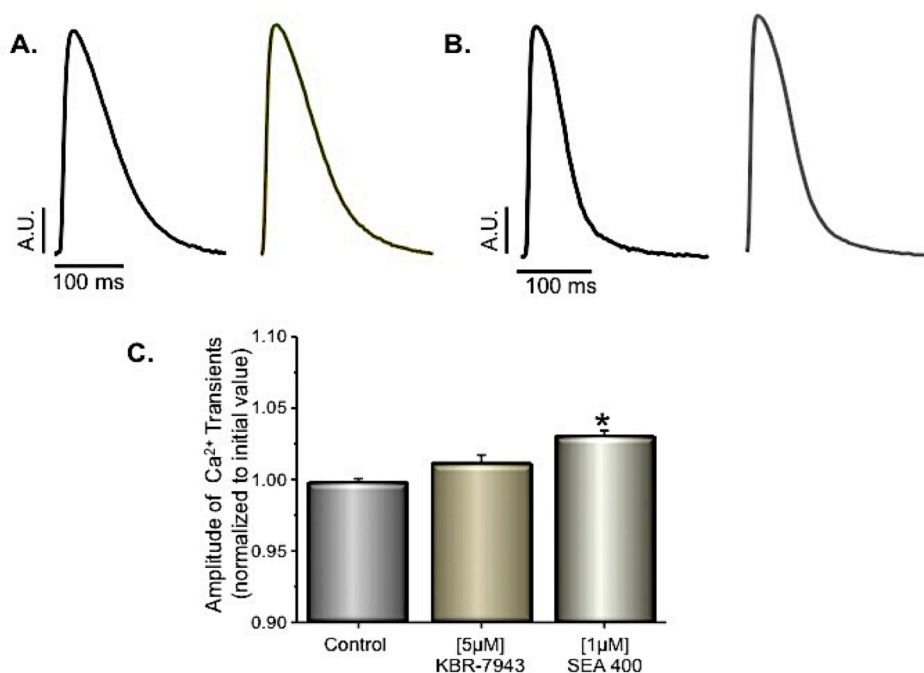 A.
B.
A.U.
100 ms
A.U.
100 ms
C.
Amplitude of Ca²⁺ Transients
(normalized to initial value)
1.10
1.05
1.00
0.95
0.90
*
Control
[5µM]
KBR-7943
[1µM]
SEA 400